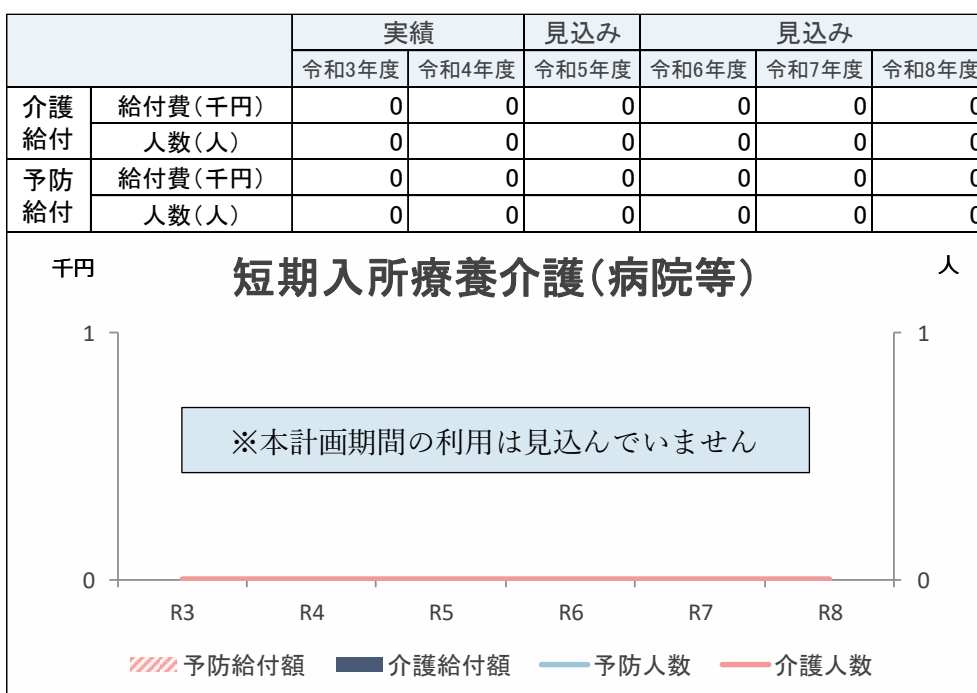 実績 見込み 見込み
令和3年度 令和4年度 令和5年度 令和6年度 令和7年度 令和8年度
介護給付 給付費(千円) 0 0 0 0 0 0
人数(人) 0 0 0 0 0 0
予防給付 給付費(千円) 0 0 0 0 0 0
人数(人) 0 0 0 0 0 0
千円 短期入所療養介護(病院等) 人
1 1
※本計画期間の利用は見込んでいません
0 0
R3 R4 R5 R6 R7 R8
予防給付額 介護給付額 予防人数 介護人数